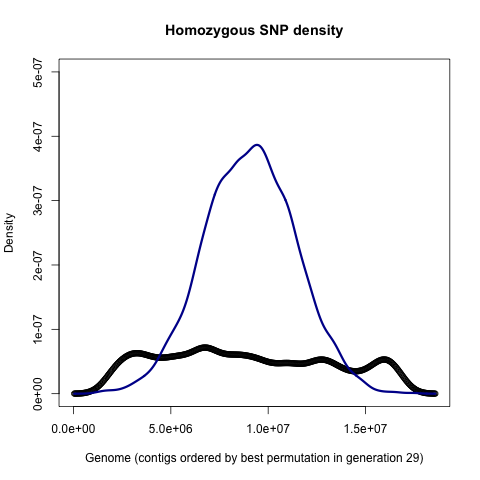 Homozygous SNP density
Density
5e-07
4e-07
3e-07
2e-07
1e-07
0e+00
0.0e+00 5.0e+06 1.0e+07 1.5e+07
Genome (contigs ordered by best permutation in generation 29)